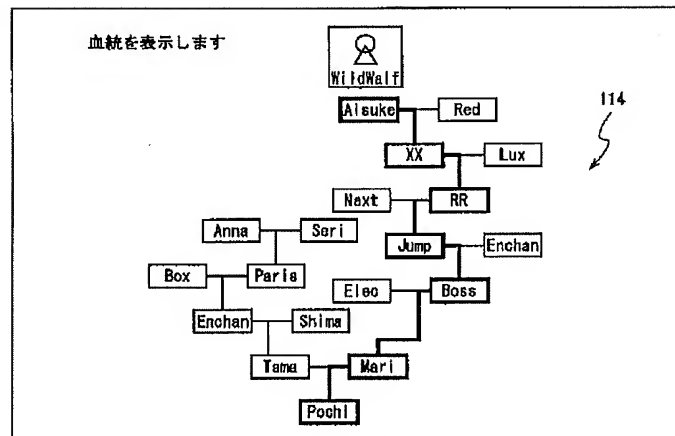 血統を表示します
WildWalf
Aisuke Red
114
XX Lux
Next RR
Anna Seri Jump Enchan
Box Paris Elec Boss
Enchan Shima
Tama Mari
Pochi